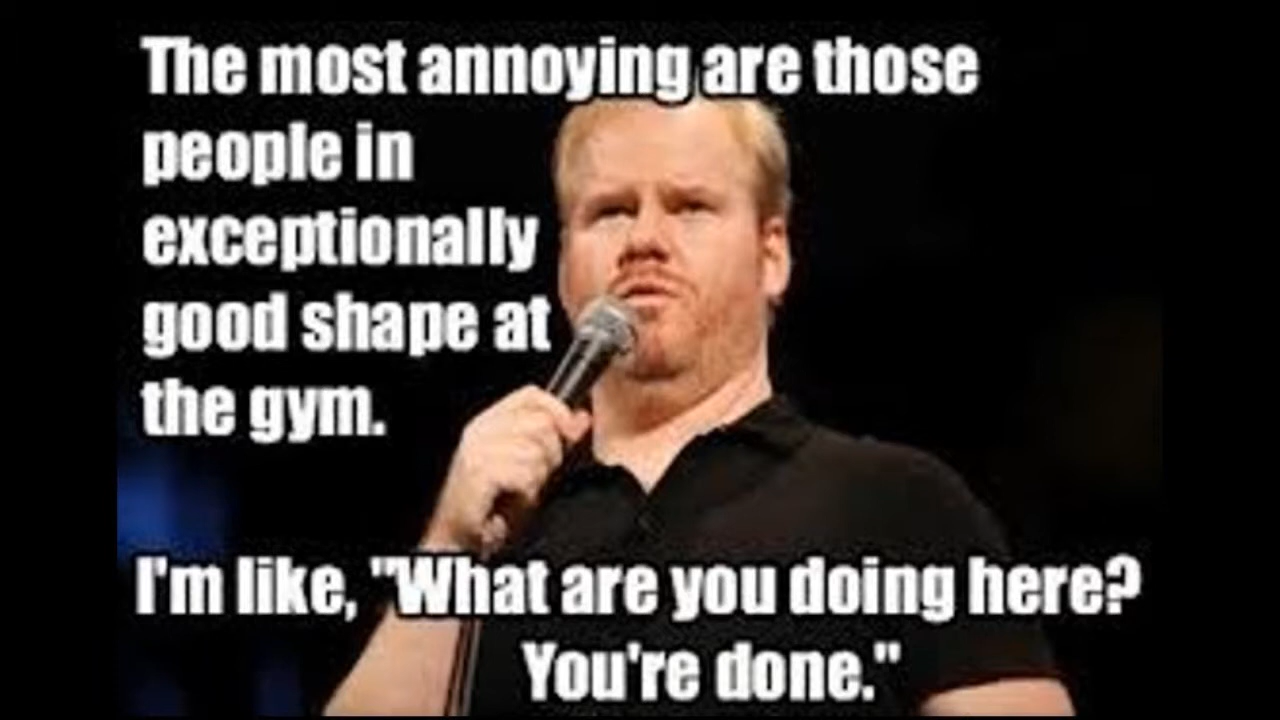 The most annoying are those
people in
exceptionally
good shape at
the gym.
I'm like, "What are you doing here?
You're done."